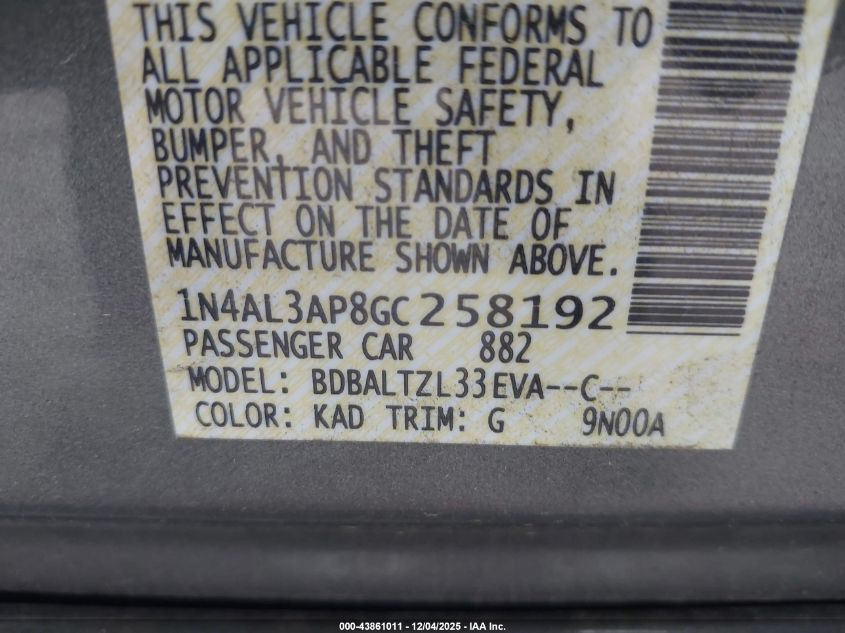 THIS VEHICLE CONFORMS TO
ALL APPLICABLE FEDERAL
MOTOR VEHICLE SAFETY,
BUMPER, AND THEFT
PREVENTION STANDARDS IN
EFFECT ON THE DATE OF
MANUFACTURE SHOWN ABOVE.
1N4AL3AP8GC258192
PASSENGER CAR 882
MODEL: BDBALTZL33EVA--C--
COLOR: KAD TRIM: G 9N00A
000-43861011 - 12/04/2025 - IAA Inc.